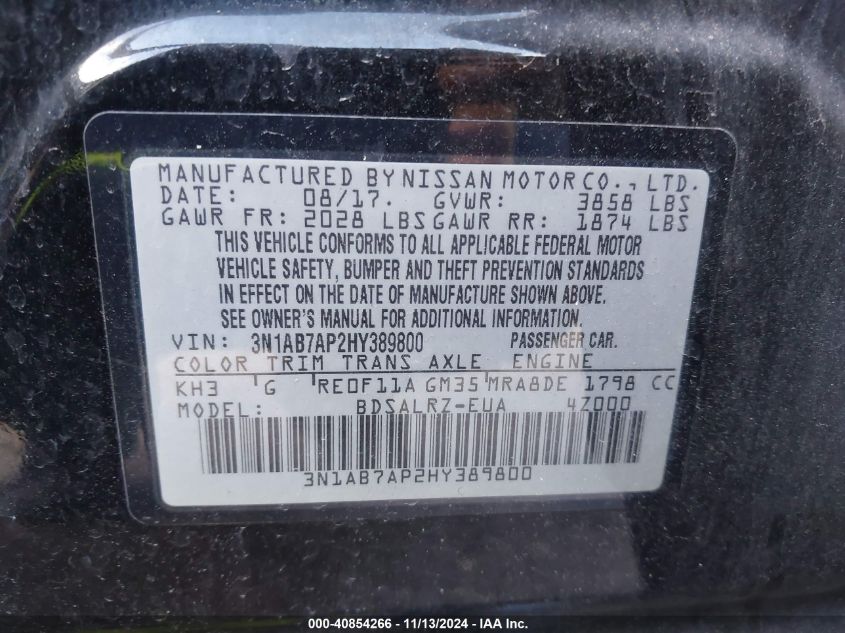 MANUFACTURED BY NISSAN MOTOR CO., LTD.
DATE: 08/17. GVWR: 3858 LBS
GAWR FR: 2028 LBS GAWR RR: 1874 LBS
THIS VEHICLE CONFORMS TO ALL APPLICABLE FEDERAL MOTOR
VEHICLE SAFETY, BUMPER AND THEFT PREVENTION STANDARDS
IN EFFECT ON THE DATE OF MANUFACTURE SHOWN ABOVE.
SEE OWNER'S MANUAL FOR ADDITIONAL INFORMATION.
VIN: 3N1AB7AP2HY389800 PASSENGER CAR.
COLOR TRIM TRANS AXLE ENGINE
KH3 G RE0F11A GM35 MRA8DE 1798 CC
MODEL: BDSALRZ-EUA 4Z000
3N1AB7AP2HY389800
000-40854266 - 11/13/2024 - IAA Inc.